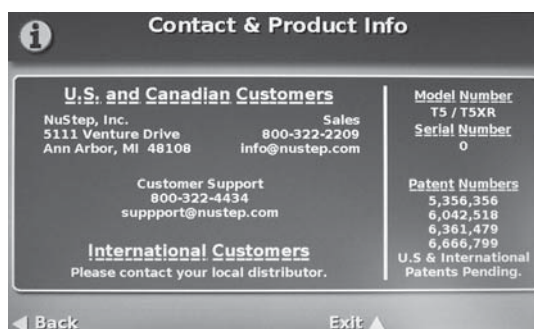 Contact & Product Info
U.S. and Canadian Customers
NuStep, Inc.
5111 Venture Drive
Ann Arbor, MI 48108
Sales
800-322-2209
info@nustep.com
Customer Support
800-322-4434
suppport@nustep.com
International Customers
Please contact your local distributor.
Model Number
T5 / T5XR
Serial Number
0
Patent Numbers
5,356,356
6,042,518
6,361,479
6,666,799
U.S & International
Patents Pending.
Back
Exit